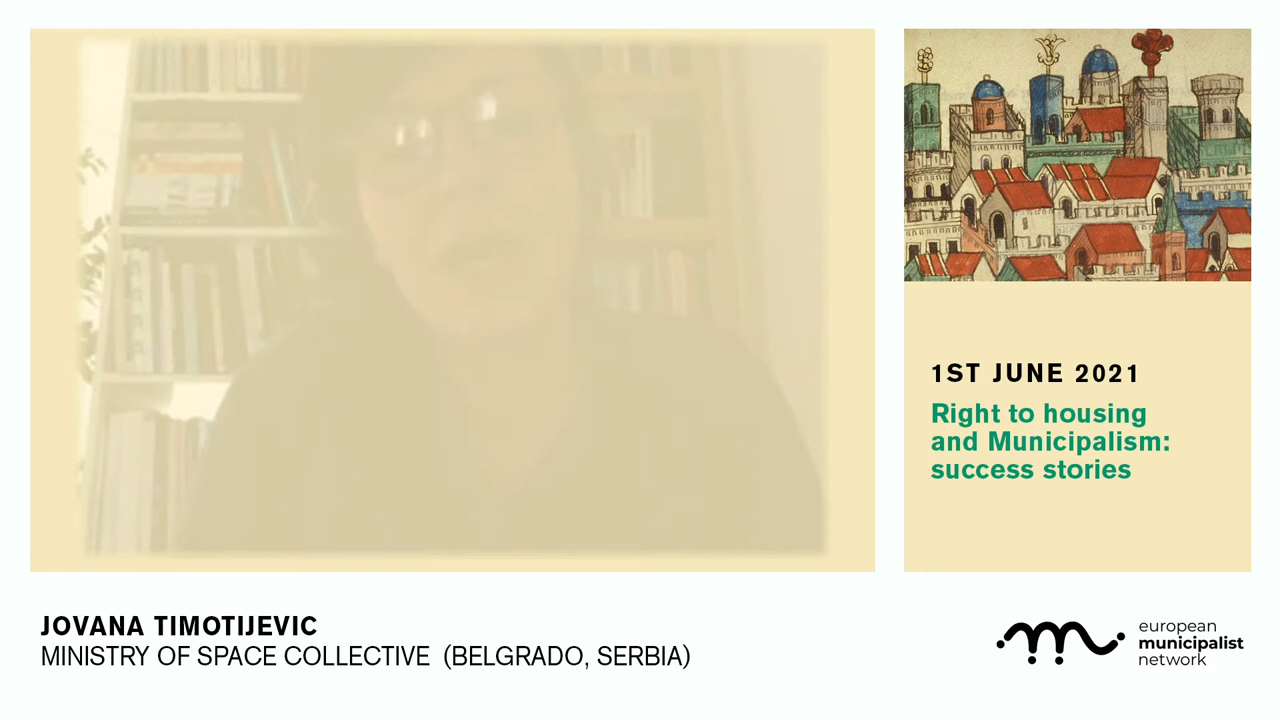 1ST JUNE 2021
Right to housing
and Municipalism:
success stories
JOVANA TIMOTIJEVIC
MINISTRY OF SPACE COLLECTIVE (BELGRADO, SERBIA)
european
municipalist
network